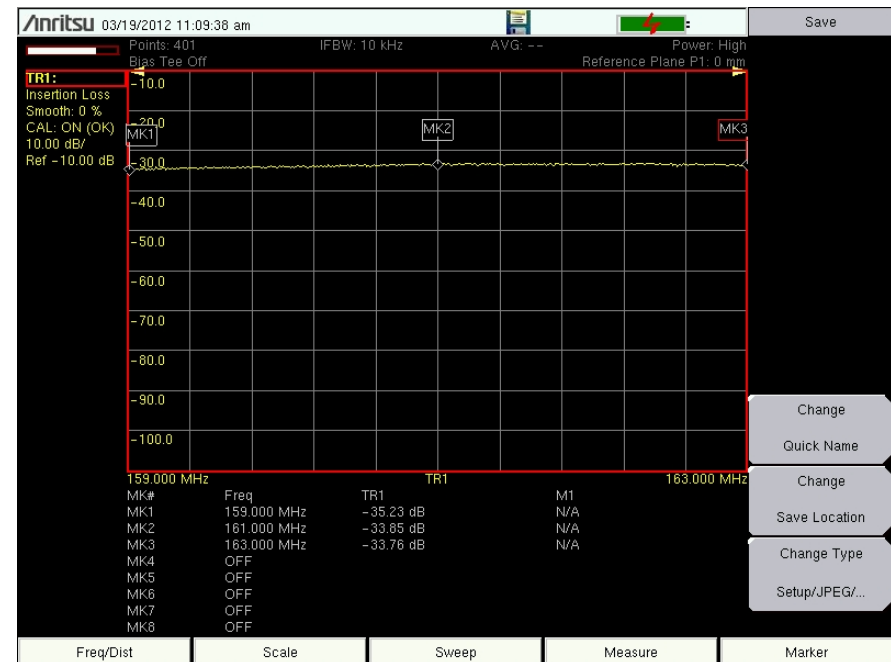 /Inritsu 03/19/2012 11:09:38 am
Save
Points: 401 IFBW: 10 kHz AVG: -- Power: High
Bias Tee Off Reference Plane P1: 0 mm
TR1:
Insertion Loss
Smooth: 0 %
CAL: ON (OK)
10.00 dB/
Ref -10.00 dB
-10.0
-20.0
MK1 MK2 MK3
-30.0
-40.0
-50.0
-60.0
-70.0
-80.0
-90.0
-100.0
159.000 MHz TR1 163.000 MHz
MK# Freq TR1 M1
MK1 159.000 MHz -35.23 dB N/A
MK2 161.000 MHz -33.85 dB N/A
MK3 163.000 MHz -33.76 dB N/A
MK4 OFF
MK5 OFF
MK6 OFF
MK7 OFF
MK8 OFF
Change
Quick Name
Change
Save Location
Change Type
Setup/JPEG/...
Freq/Dist Scale Sweep Measure Marker